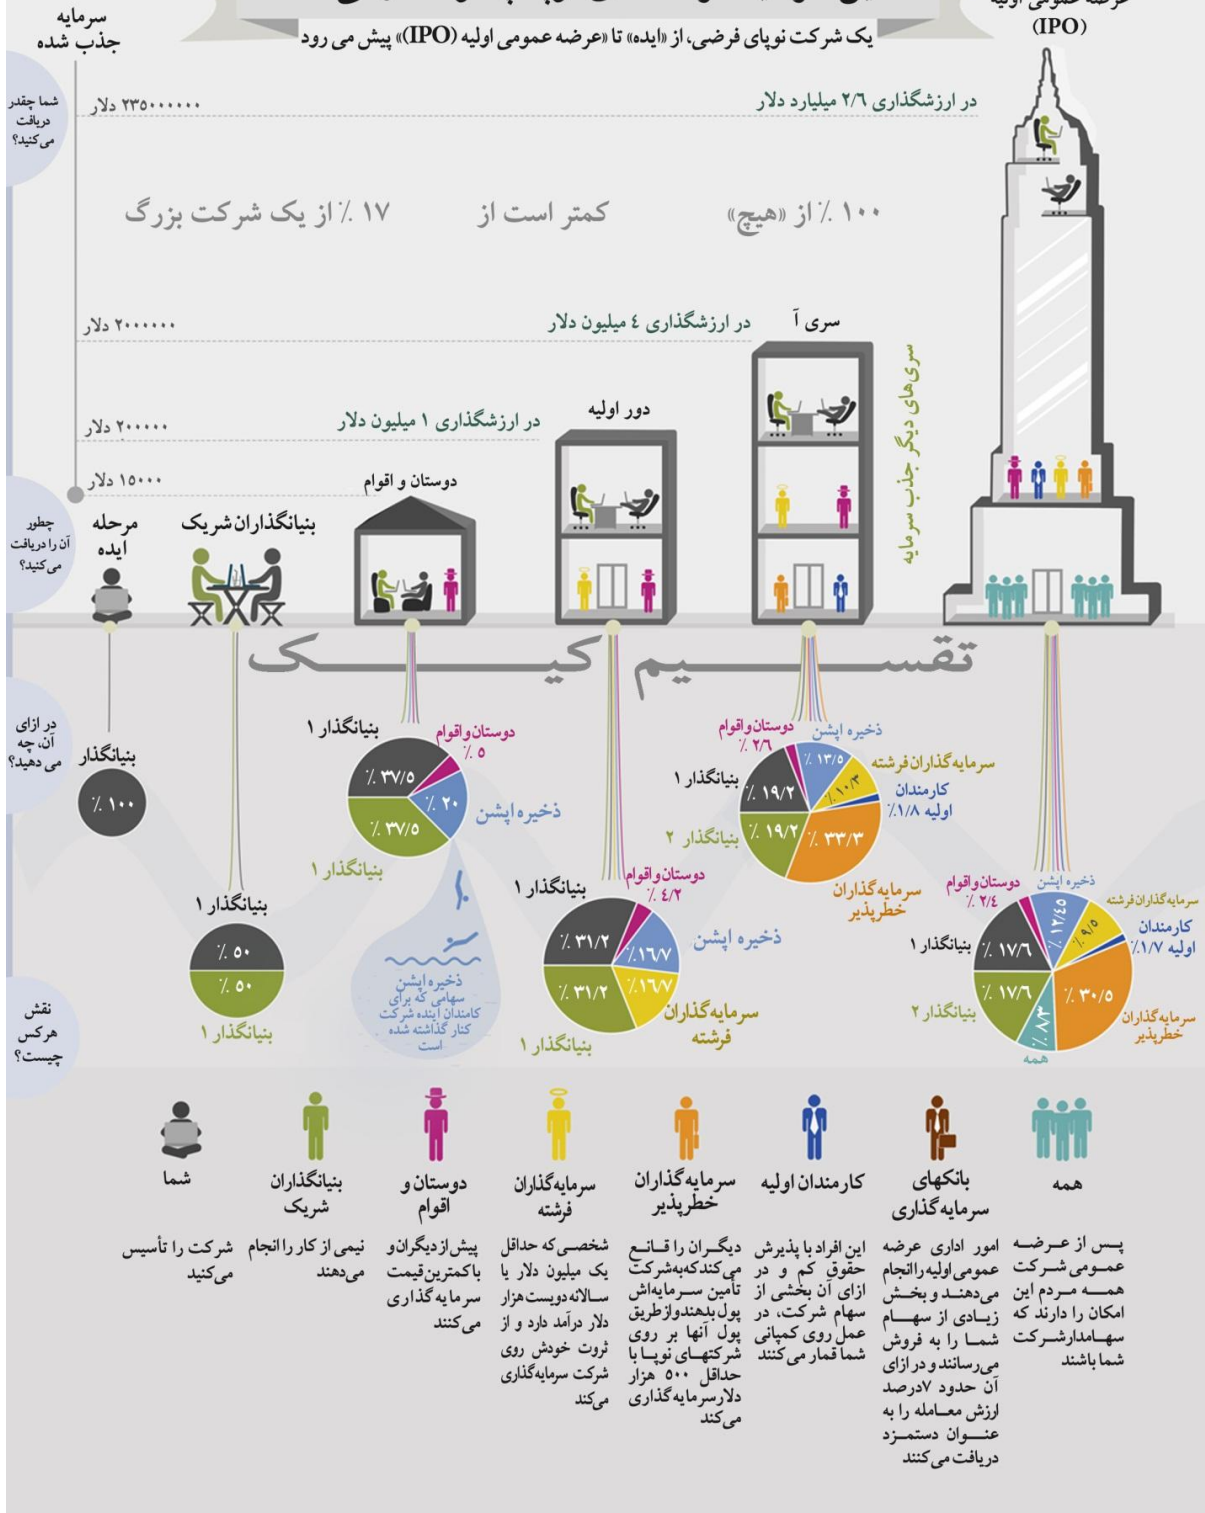 عرضه عمومی اولیه
(IPO)
سرمایه
جذب شده
یک شرکت نوپای فرضی، از «ایده» تا «عرضه عمومی اولیه (IPO)» پیش می رود
شما چقدر
دریافت
می‌کنید؟
در ارزشگذاری ۲/۶ میلیارد دلار
۲۳۵۰۰۰۰۰۰ دلار
۱۰۰ ٪ از «هیچ»
کمتر است از
۱۷ ٪ از یک شرکت بزرگ
سری آ
در ارزشگذاری ۴ میلیون دلار
۲۰۰۰۰۰۰ دلار
سری‌های دیگر جذب سرمایه
دور اولیه
در ارزشگذاری ۱ میلیون دلار
۲۰۰۰۰۰ دلار
دوستان و اقوام
۱۵۰۰۰ دلار
بنیانگذاران شریک
مرحله
ایده
چطور
آن را دریافت
می‌کنید؟
تقسیم کیک
در ازای
آن، چه
می دهید؟
بنیانگذار
۱۰۰ ٪
بنیانگذار ۱
۵۰ ٪
۵۰ ٪
بنیانگذار ۱
بنیانگذار ۱
دوستان و اقوام
۵ ٪
۳۷/۵ ٪
۲۰ ٪
ذخیره اپشن
۳۷/۵ ٪
بنیانگذار ۱
ذخیره اپشن
سهامی که برای
کامندان آینده شرکت
کنار گذاشته شده
است
بنیانگذار ۱
دوستان و اقوام
۴/۲ ٪
۳۱/۲ ٪
۱۶/۷٪
ذخیره اپشن
۳۱/۲ ٪
۱۶/۷٪
سرمایه‌گذاران
فرشته
بنیانگذار ۱
دوستان و اقوام
۲/۶ ٪
ذخیره اپشن
۱۳/۵ ٪
سرمایه‌گذاران فرشته
۱۰/۳ ٪
بنیانگذار ۱
۱۹/۲ ٪
کارمندان
اولیه ۱/۸٪
بنیانگذار ۲
۱۹/۲ ٪
۳۳/۳ ٪
سرمایه‌گذاران
خطرپذیر
دوستان و اقوام
۲/۴ ٪
ذخیره اپشن
۱۲/۴۵ ٪
سرمایه‌گذاران فرشته
۹/۵ ٪
بنیانگذار ۱
۱۷/۶ ٪
کارمندان
اولیه ۱/۷٪
بنیانگذار ۲
۱۷/۶ ٪
۳۰/۵ ٪
سرمایه‌گذاران
خطرپذیر
۸/۳ ٪
همه
نقش
هرکس
چیست؟
همه
پس از عرضه
عمومی شرکت
همه مردم این
امکان را دارند که
سهامدار شرکت
شما باشند
بانکهای
سرمایه‌گذاری
امور اداری عرضه
عمومی اولیه را انجام
می‌دهند و بخش
زیادی از سهام
شما را به فروش
می‌رسانند و در ازای
آن حدود ۷درصد
ارزش معامله را به
عنوان دستمزد
دریافت می‌کنند
کارمندان اولیه
این افراد با پذیرش
حقوق کم و در
ازای آن بخشی از
سهام شرکت، در
عمل روی کمپانی
شما قمار می‌کنند
سرمایه‌گذاران
خطرپذیر
دیگران را قانع
می‌کند که به شرکت
تأمین سرمایه‌اش
پول بدهند و از طریق
پول آنها بر روی
شرکتهای نوپا با
حداقل ۵۰۰ هزار
دلار سرمایه گذاری
می‌کند
سرمایه‌گذاران
فرشته
شخصی که حداقل
یک میلیون دلار یا
سالانه دویست هزار
دلار درآمد دارد و از
ثروت خودش روی
شرکت سرمایه‌گذاری
می‌کند
دوستان و
اقوام
پیش از دیگران و
با کمترین قیمت
سرمایه گذاری
می‌کنند
بنیانگذاران
شریک
نیمی از کار را انجام
می‌دهند
شما
شرکت را تأسیس
می‌کنید